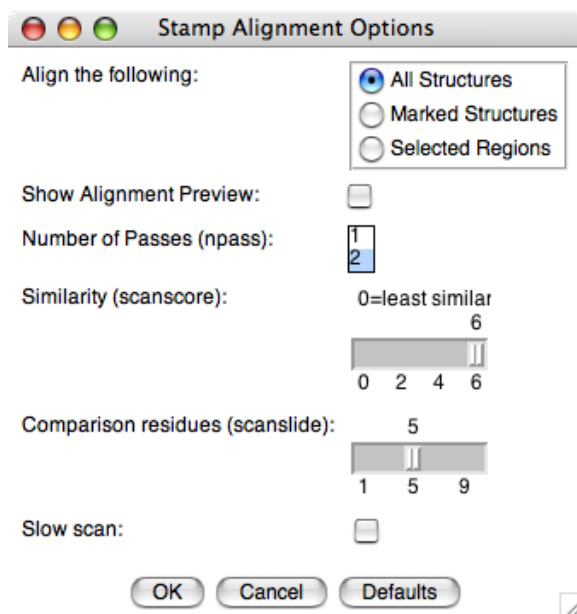 Stamp Alignment Options
Align the following:
All Structures
Marked Structures
Selected Regions
Show Alignment Preview:
Number of Passes (npass):
1
2
Similarity (scanscore):
0=least similar
6
0 2 4 6
Comparison residues (scanslide):
5
1 5 9
Slow scan:
OK Cancel Defaults